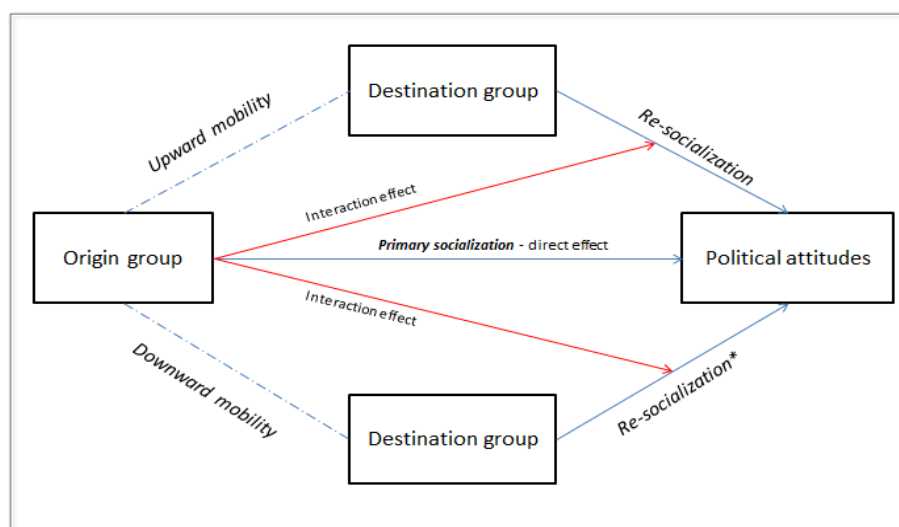 Destination group
Upward mobility
Re-socialization
Interaction effect
Origin group
Primary socialization - direct effect
Political attitudes
Interaction effect
Downward mobility
Re-socialization*
Destination group